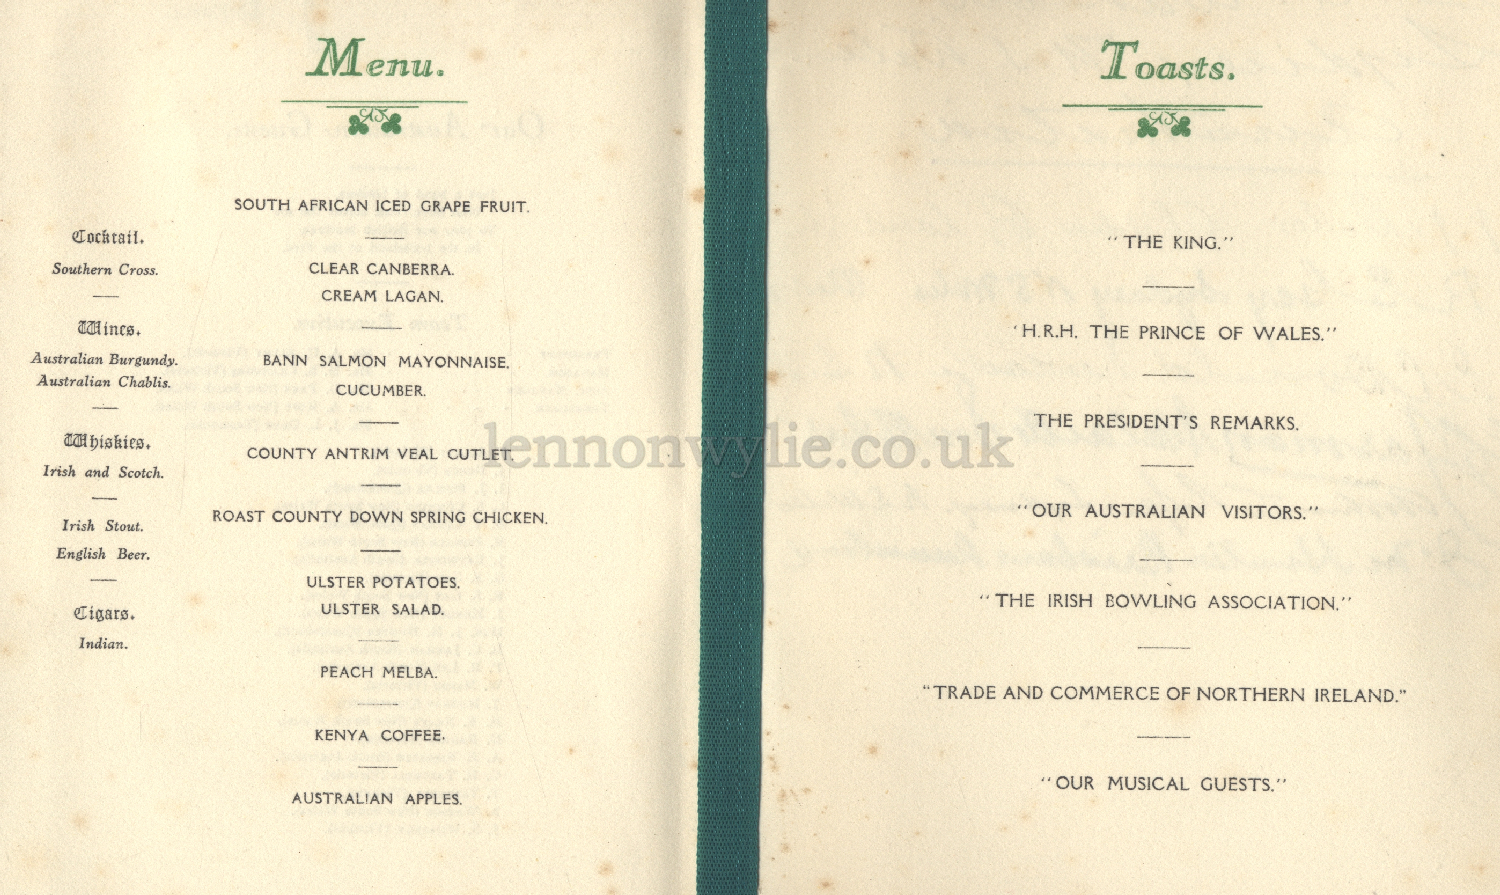 Menu.
SOUTH AFRICAN ICED GRAPE FRUIT.
CLEAR CANBERRA.
CREAM LAGAN.
BANN SALMON MAYONNAISE.
CUCUMBER.
COUNTY ANTRIM VEAL CUTLET.
ROAST COUNTY DOWN SPRING CHICKEN.
ULSTER POTATOES.
ULSTER SALAD.
PEACH MELBA.
KENYA COFFEE.
AUSTRALIAN APPLES.
Cocktail.
Southern Cross.
Wines.
Australian Burgundy.
Australian Chablis.
Whiskies.
Irish and Scotch.
Irish Stout.
English Beer.
Cigars.
Indian.
Toasts.
"THE KING."
'H.R.H. THE PRINCE OF WALES."
THE PRESIDENT'S REMARKS.
"OUR AUSTRALIAN VISITORS."
"THE IRISH BOWLING ASSOCIATION."
"TRADE AND COMMERCE OF NORTHERN IRELAND."
"OUR MUSICAL GUESTS."
lennonwylie.co.uk